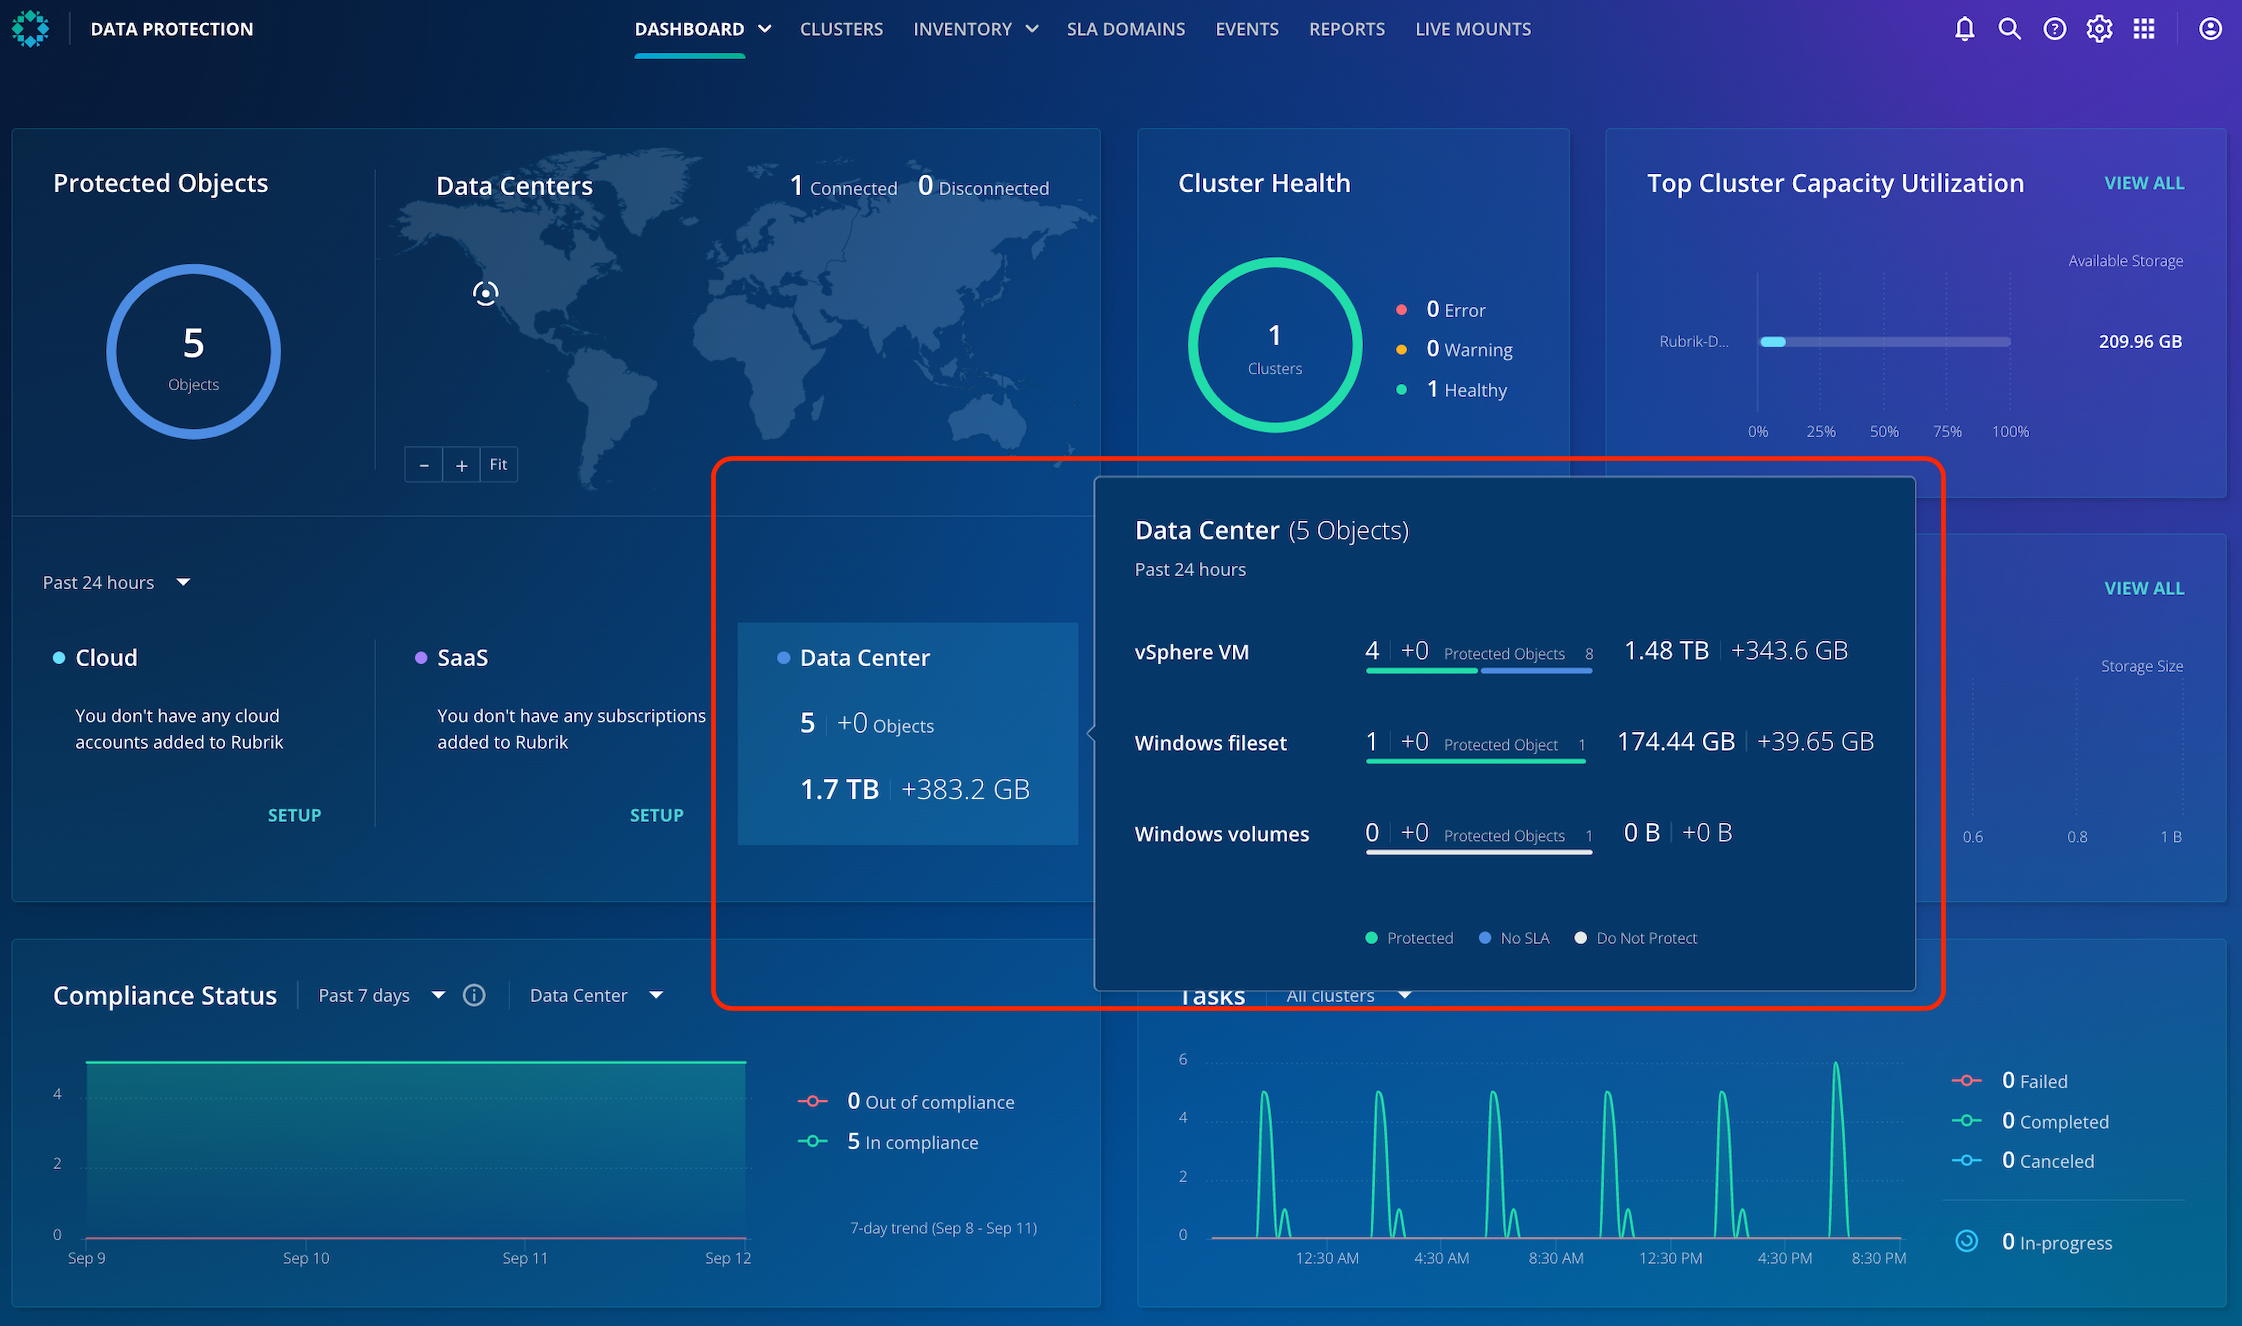 DATA PROTECTION
DASHBOARD CLUSTERS INVENTORY SLA DOMAINS EVENTS REPORTS LIVE MOUNTS
Protected Objects
5
Objects
Data Centers
1 Connected 0 Disconnected
- + Fit
Cluster Health
1
Clusters
0 Error
0 Warning
1 Healthy
Top Cluster Capacity Utilization
VIEW ALL
Available Storage
Rubrik-D...
209.96 GB
0% 25% 50% 75% 100%
Past 24 hours
Cloud
You don't have any cloud
accounts added to Rubrik
SETUP
SaaS
You don't have any subscriptions
added to Rubrik
SETUP
Data Center
5 +0 Objects
1.7 TB +383.2 GB
Data Center (5 Objects)
Past 24 hours
vSphere VM 4 +0 Protected Objects 8 1.48 TB +343.6 GB
Windows fileset 1 +0 Protected Object 1 174.44 GB +39.65 GB
Windows volumes 0 +0 Protected Objects 1 0 B +0 B
Protected No SLA Do Not Protect
VIEW ALL
Storage Size
0.6 0.8 1 B
Compliance Status Past 7 days Data Center
4
2
0
Sep 9 Sep 10 Sep 11 Sep 12
0 Out of compliance
5 In compliance
7-day trend (Sep 8 - Sep 11)
Tasks All clusters
6
4
2
0
12:30 AM 4:30 AM 8:30 AM 12:30 PM 4:30 PM 8:30 PM
0 Failed
0 Completed
0 Canceled
0 In-progress